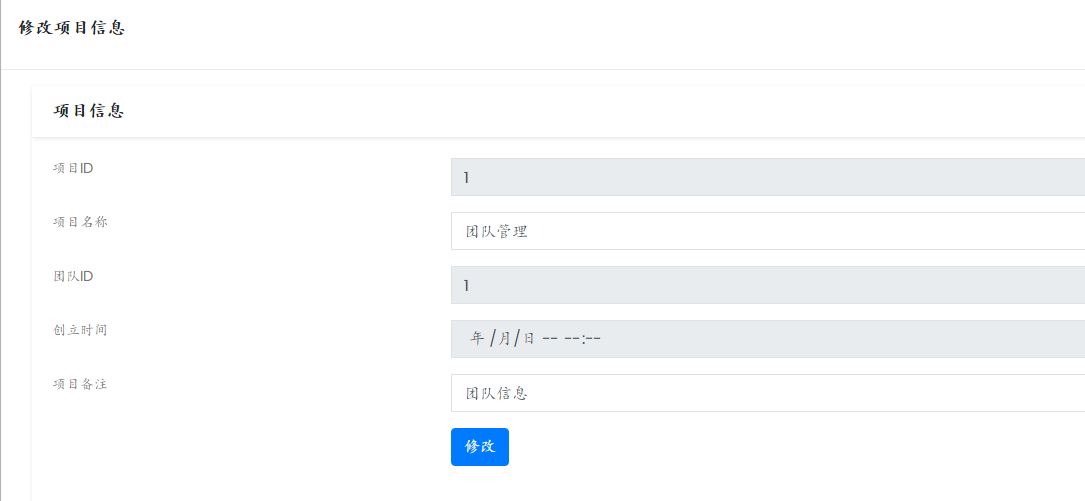 修改项目信息
项目信息
项目ID
1
项目名称
团队管理
团队ID
1
创立时间
年 /月/日 -- --:--
项目备注
团队信息
修改